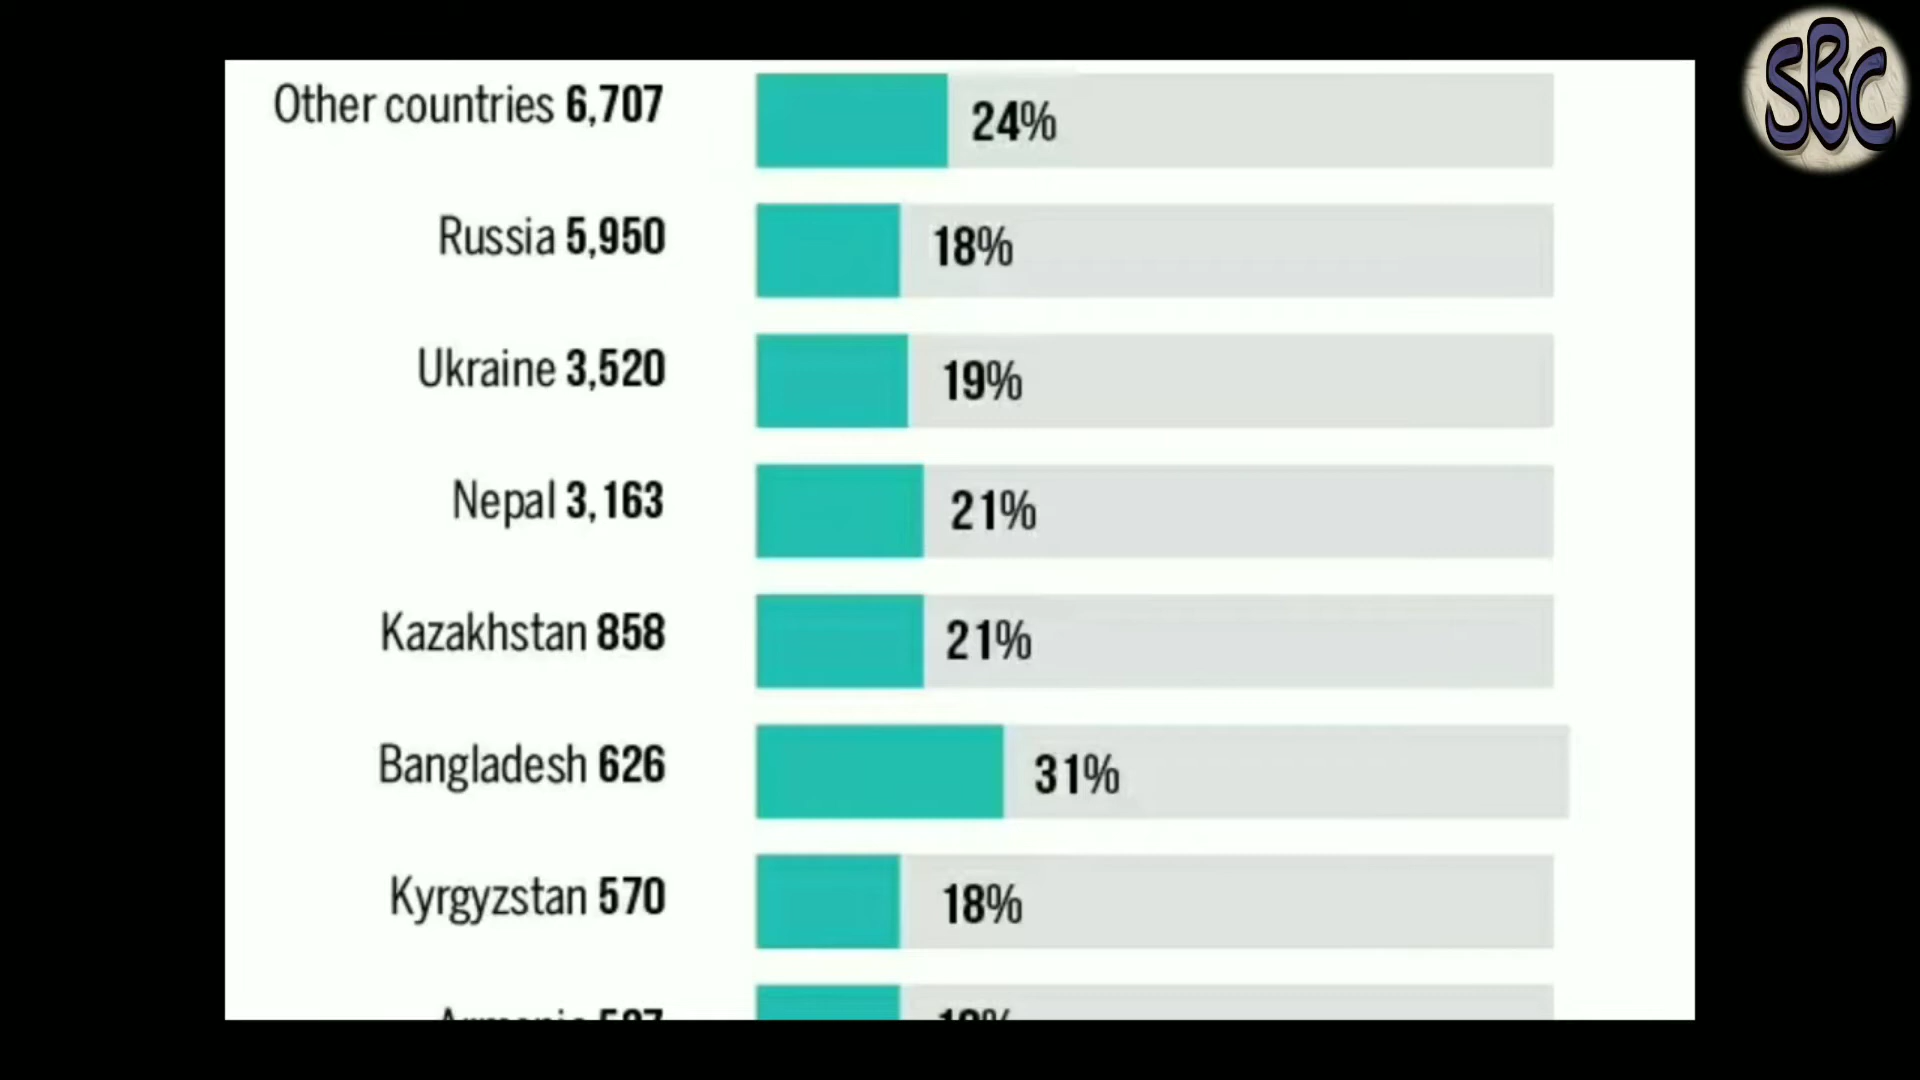 SBC
Other countries 6,707 24%
Russia 5,950 18%
Ukraine 3,520 19%
Nepal 3,163 21%
Kazakhstan 858 21%
Bangladesh 626 31%
Kyrgyzstan 570 18%